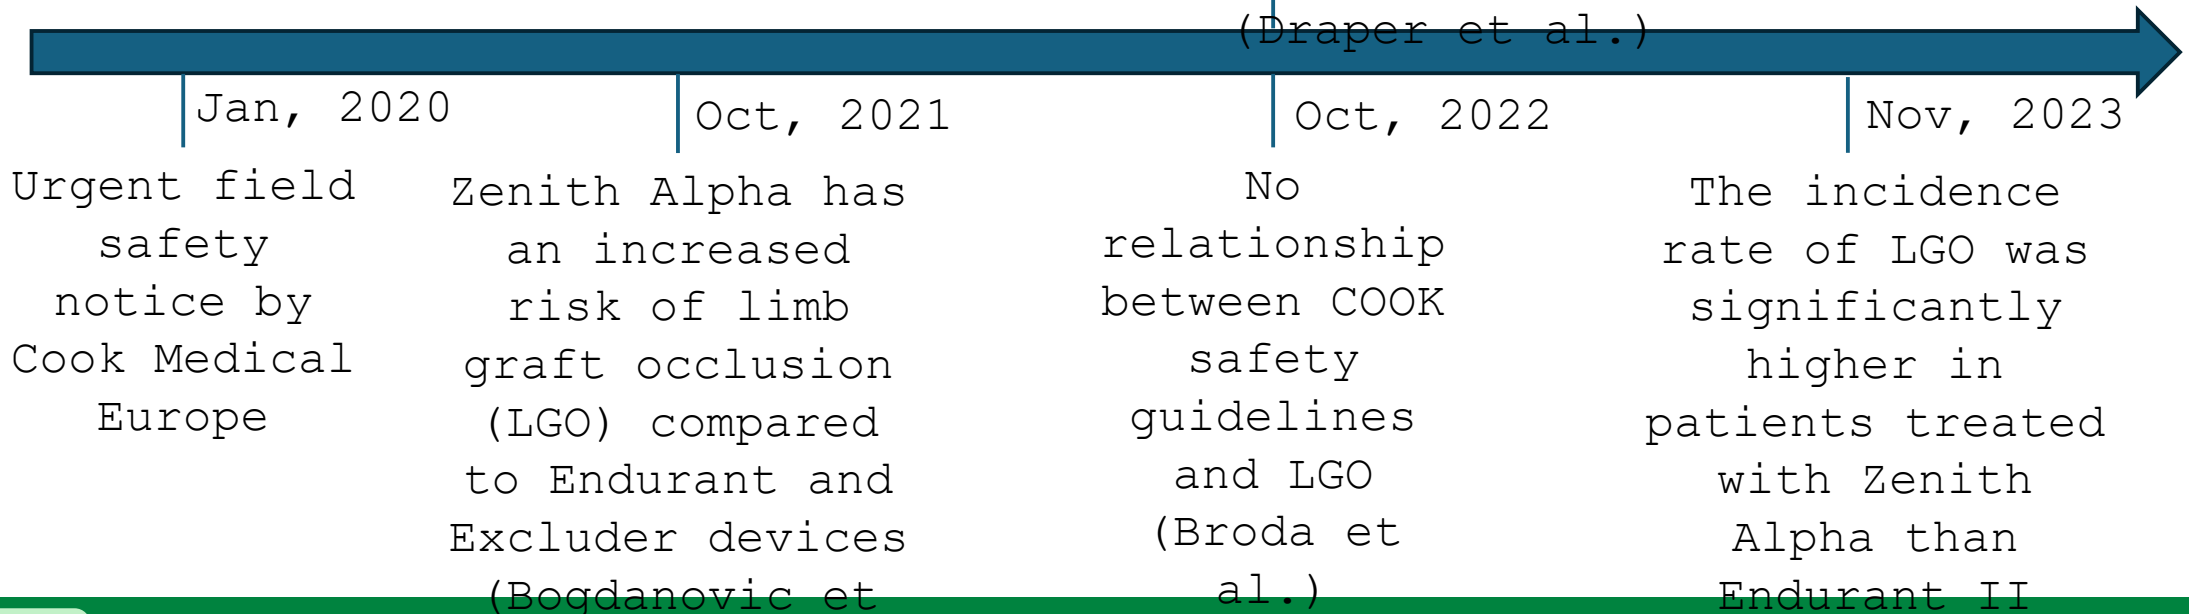 (Draper et al.)
Jan, 2020
Urgent field
safety
notice by
Cook Medical
Europe
Oct, 2021
Zenith Alpha has
an increased
risk of limb
graft occlusion
(LGO) compared
to Endurant and
Excluder devices
(Bogdanovic et
Oct, 2022
No
relationship
between COOK
safety
guidelines
and LGO
(Broda et
al.)
Nov, 2023
The incidence
rate of LGO was
significantly
higher in
patients treated
with Zenith
Alpha than
Endurant II